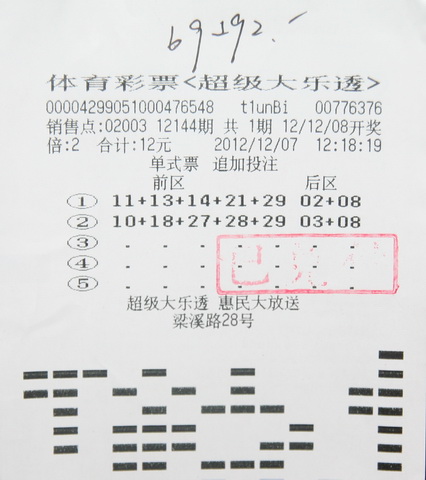 69192.-
体育彩票<超级大乐透>
00004299051000476548 t1unBi 00776376
销售点:02003 12144期 共 1期 12/12/08开奖
倍:2 合计:12元 2012/12/07 12:18:19
单式票 追加投注
前区 后区
① 11+13+14+21+29 02+08
② 10+18+27+28+29 03+08
③ - - - - - - -
④ - - - - - - -
⑤ - - - - - - -
超级大乐透 惠民大放送
梁溪路28号